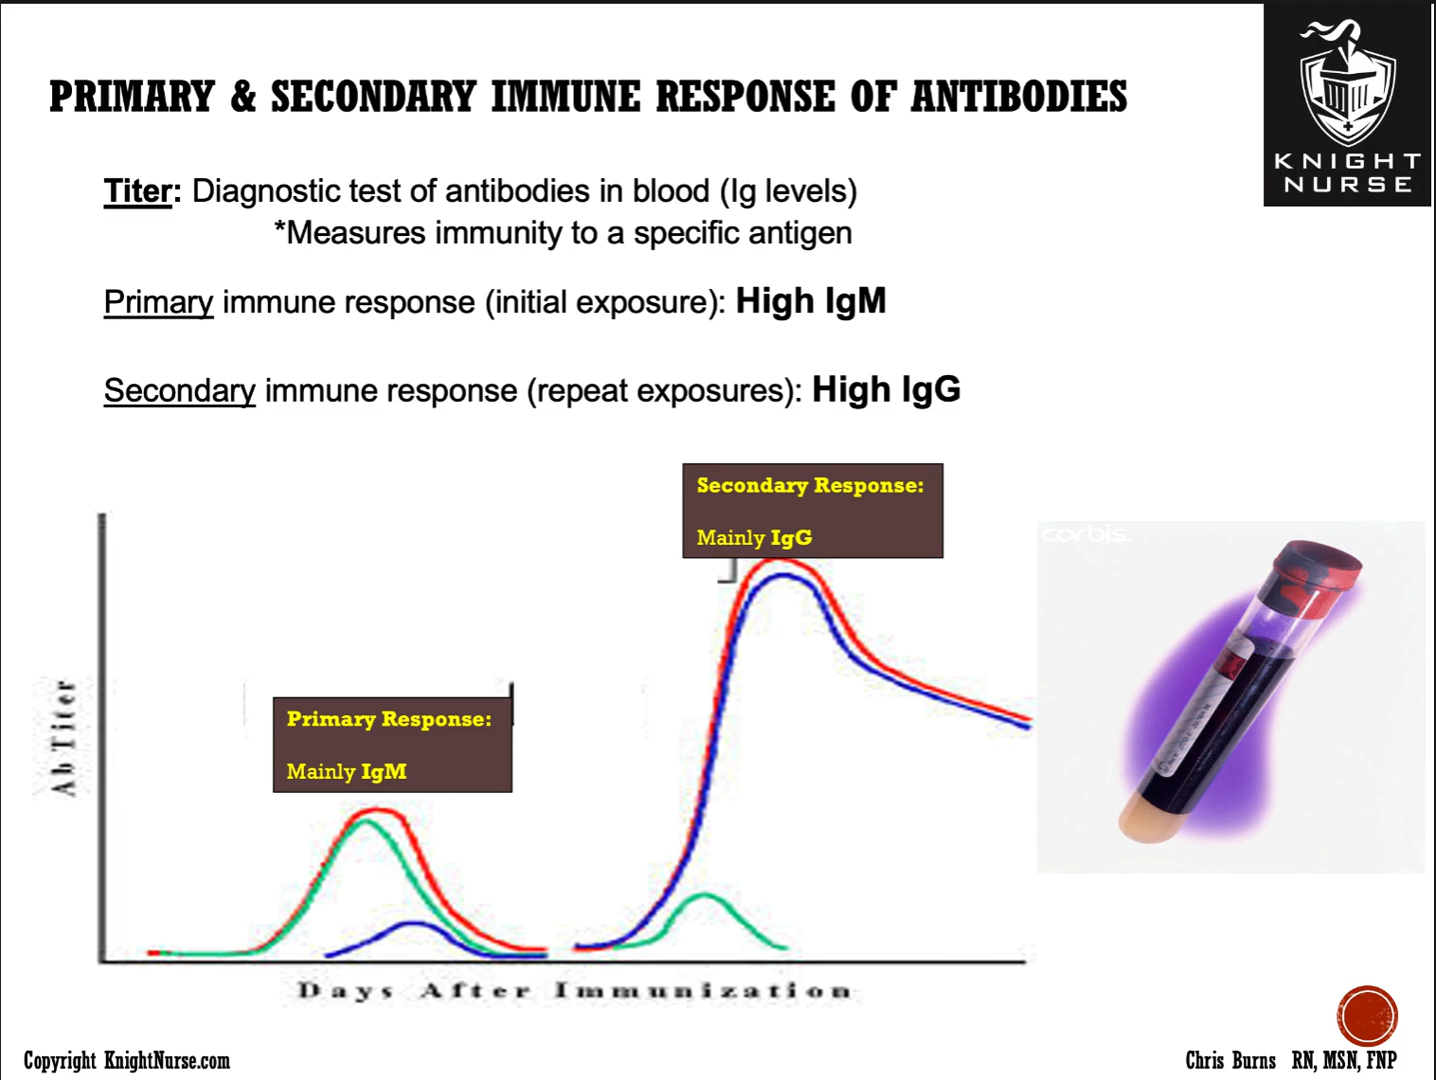 PRIMARY & SECONDARY IMMUNE RESPONSE OF ANTIBODIES
KNIGHT
NURSE
Titer: Diagnostic test of antibodies in blood (Ig levels)
*Measures immunity to a specific antigen
Primary immune response (initial exposure): High IgM
Secondary immune response (repeat exposures): High IgG
Secondary Response:
Mainly IgG
corbis.
Primary Response:
Mainly IgM
Ab Titer
Days After Immunization
Copyright KnightNurse.com
Chris Burns RN, MSN, FNP